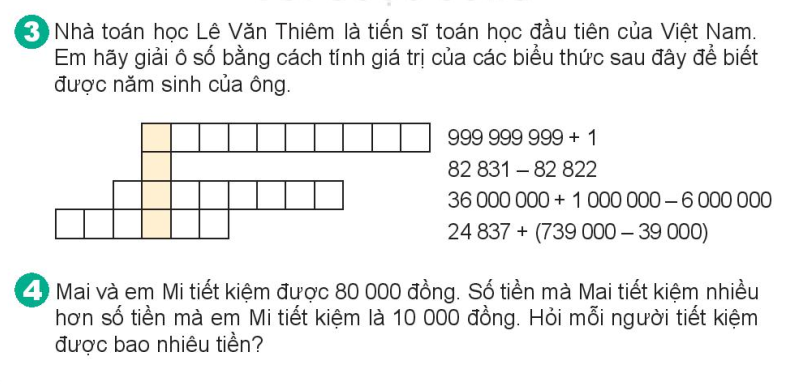 3 Nhà toán học Lê Văn Thiêm là tiến sĩ toán học đầu tiên của Việt Nam.
Em hãy giải ô số bằng cách tính giá trị của các biểu thức sau đây để biết
được năm sinh của ông.
999 999 999 + 1
82 831 – 82 822
36 000 000 + 1 000 000 – 6 000 000
24 837 + (739 000 – 39 000)
4 Mai và em Mi tiết kiệm được 80 000 đồng. Số tiền mà Mai tiết kiệm nhiều
hơn số tiền mà em Mi tiết kiệm là 10 000 đồng. Hỏi mỗi người tiết kiệm
được bao nhiêu tiền?